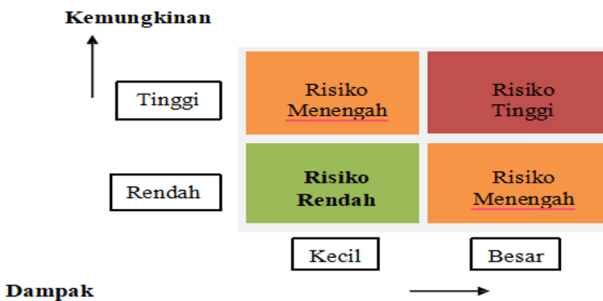 Kemungkinan
Tinggi
Risiko
Menengah
Risiko
Tinggi
Rendah
Risiko
Rendah
Risiko
Menengah
Kecil
Besar
Dampak